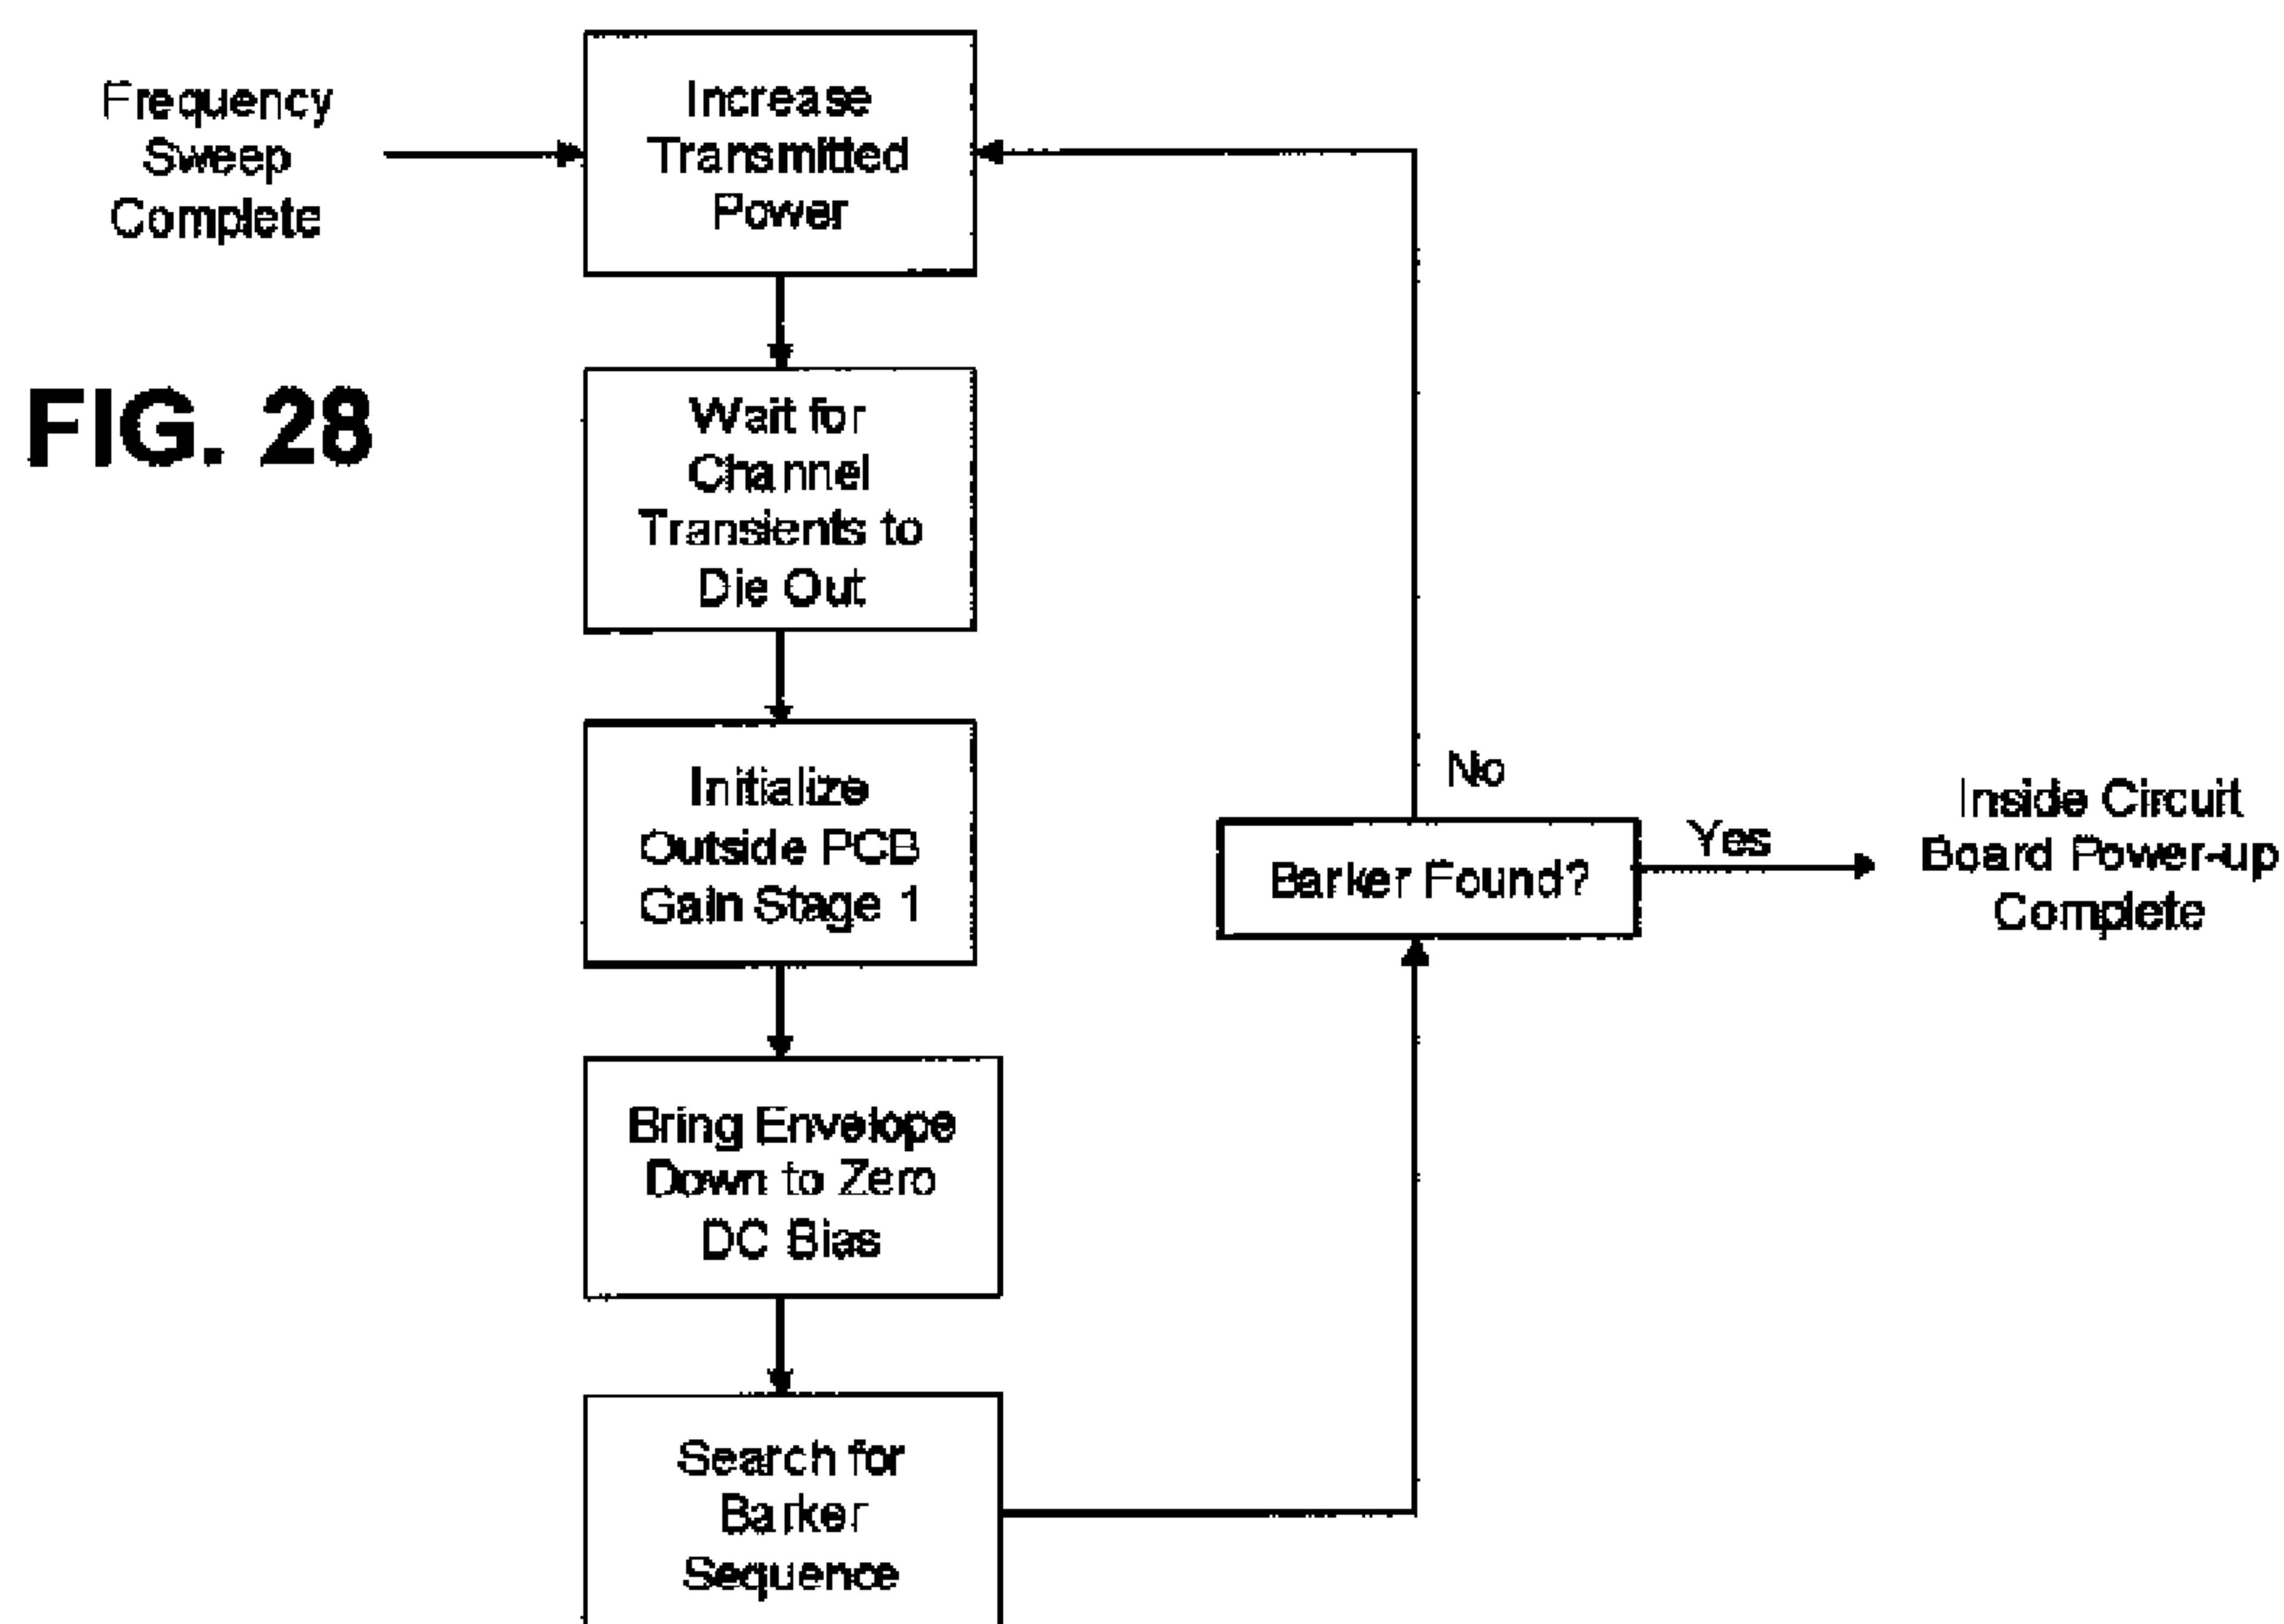 Frequency
Sweep
Complete
Increase
Transmitted
Power
FIG. 28
Wait for
Channel
Transients to
Die Out
Initialize
Outside PCB
Gain Stage 1
Bring Envelope
Down to Zero
DC Bias
Search for
Barker
Sequence
No
Barker Found?
Yes
Inside Circuit
Board Power-up
Complete